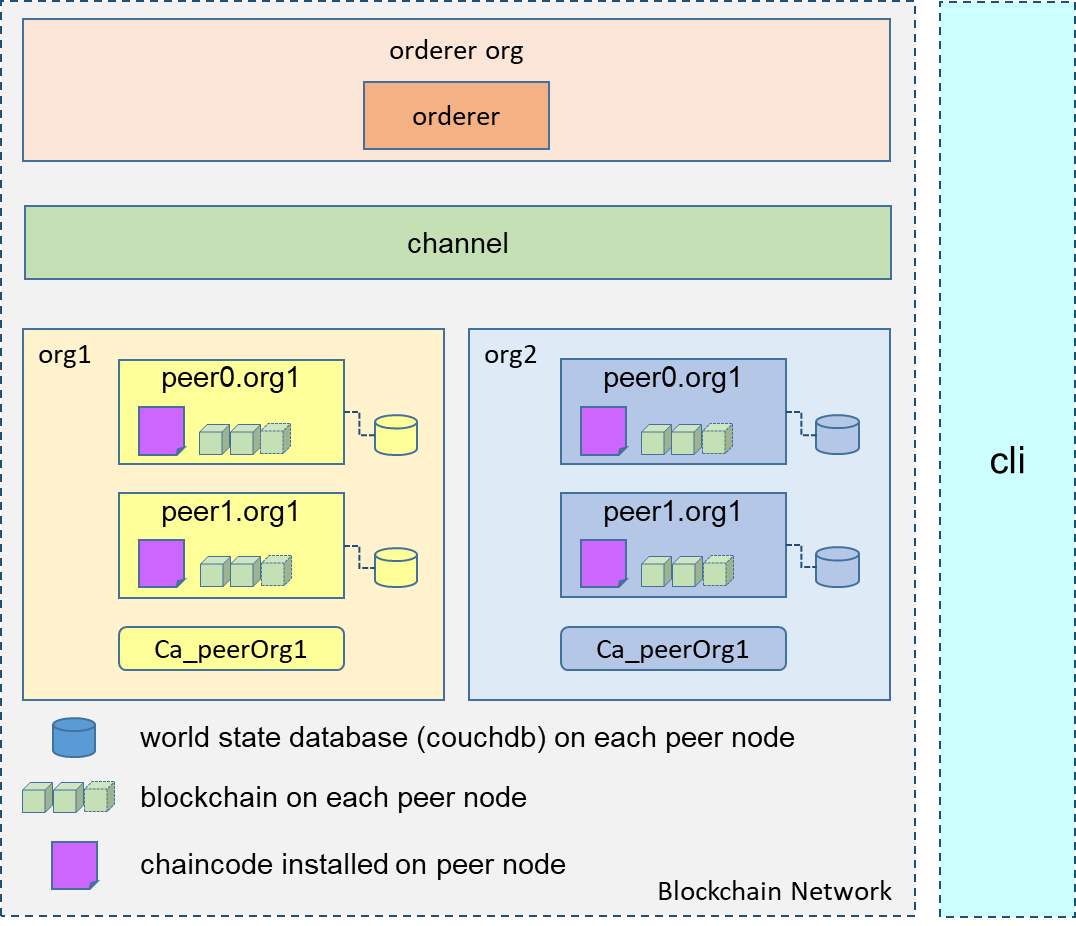 orderer org
orderer
channel
org1
peer0.org1
peer1.org1
Ca_peerOrg1
org2
peer0.org1
peer1.org1
Ca_peerOrg1
world state database (couchdb) on each peer node
blockchain on each peer node
chaincode installed on peer node
Blockchain Network
cli